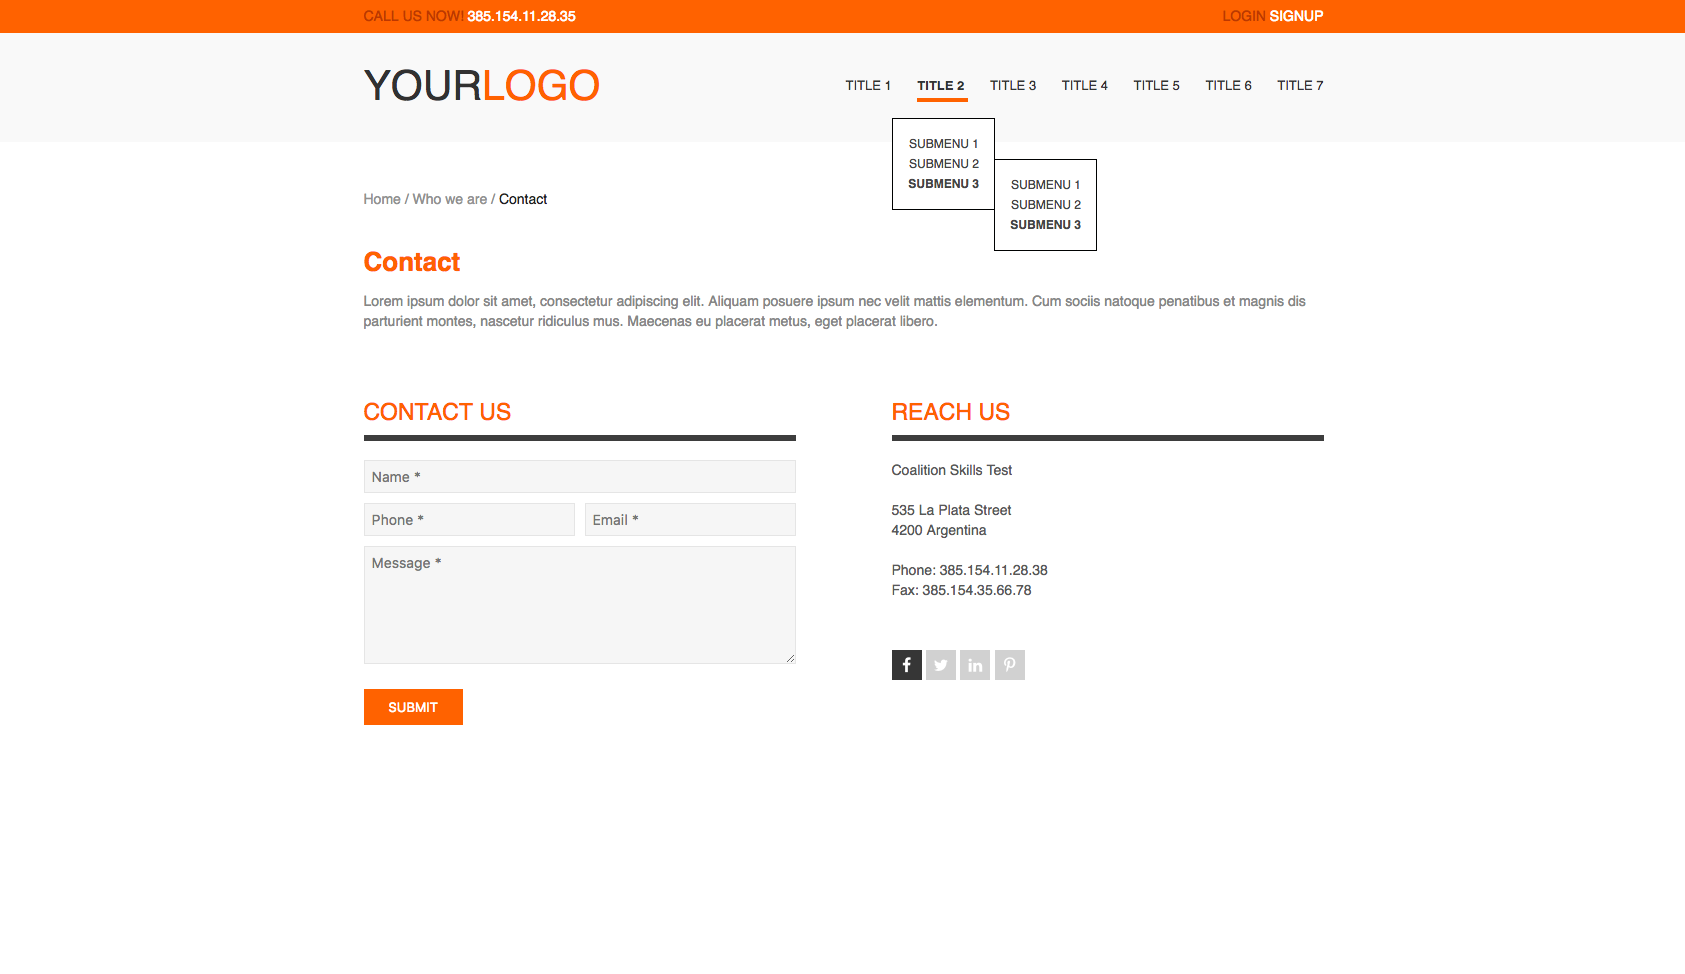 CALL US NOW! 385.154.11.28.35
LOGIN SIGNUP
YOURLOGO
TITLE 1 TITLE 2 TITLE 3 TITLE 4 TITLE 5 TITLE 6 TITLE 7
SUBMENU 1
SUBMENU 2
SUBMENU 3
SUBMENU 1
SUBMENU 2
SUBMENU 3
Home / Who we are / Contact
Contact
Lorem ipsum dolor sit amet, consectetur adipiscing elit. Aliquam posuere ipsum nec velit mattis elementum. Cum sociis natoque penatibus et magnis dis
parturient montes, nascetur ridiculus mus. Maecenas eu placerat metus, eget placerat libero.
CONTACT US
Name *
Phone *
Email *
Message *
SUBMIT
REACH US
Coalition Skills Test
535 La Plata Street
4200 Argentina
Phone: 385.154.11.28.38
Fax: 385.154.35.66.78